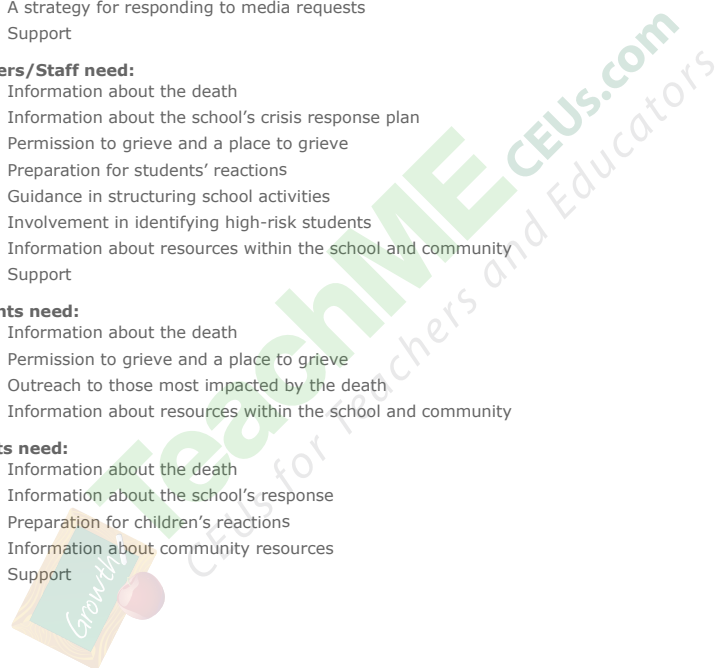 A strategy for responding to media requests
Support
ers/Staff need:
Information about the death
Information about the school's crisis response plan
Permission to grieve and a place to grieve
Preparation for students' reactions
Guidance in structuring school activities
Involvement in identifying high-risk students
Information about resources within the school and community
Support
nts need:
Information about the death
Permission to grieve and a place to grieve
Outreach to those most impacted by the death
Information about resources within the school and community
ts need:
Information about the death
Information about the school's response
Preparation for children's reactions
Information about community resources
Support
TeachMECEUs.com
CEUs for Teachers and Educators
Growth!